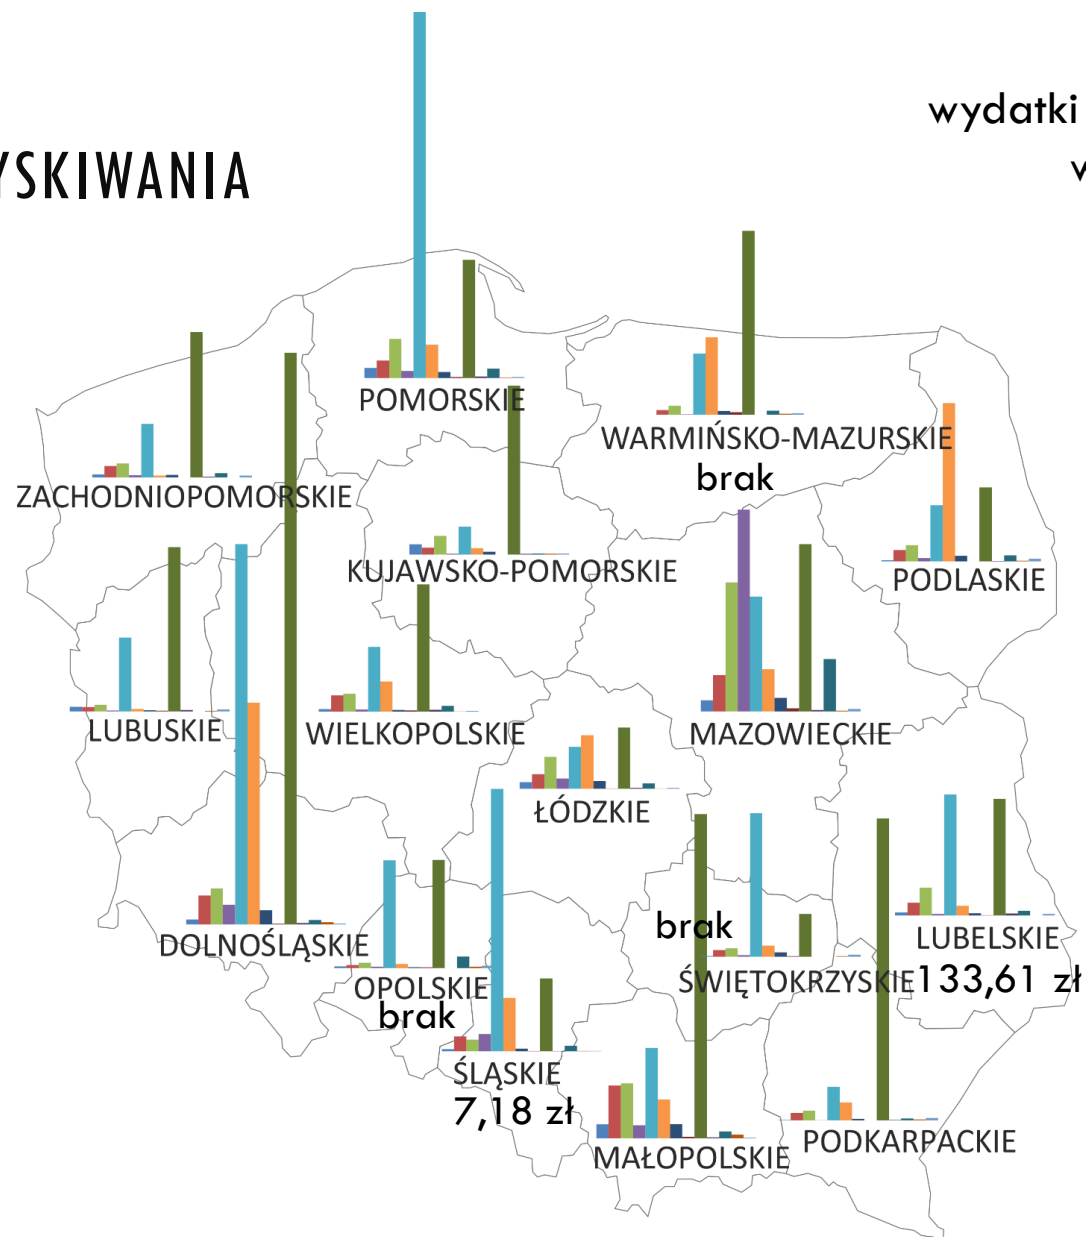 wydatki
YSKIWANIA
w
POMORSKIE
WARMIŃSKO-MAZURSKIE
brak
ZACHODNIOPOMORSKIE
KUJAWSKO-POMORSKIE
PODLASKIE
LUBUSKIE
WIELKOPOLSKIE
MAZOWIECKIE
ŁÓDZKIE
DOLNOŚLĄSKIE
brak
LUBELSKIE
OPOLSKIE
brak
ŚWIĘTOKRZYSKIE
133,61 zł
ŚLĄSKIE
7,18 zł
MAŁOPOLSKIE
PODKARPACKIE